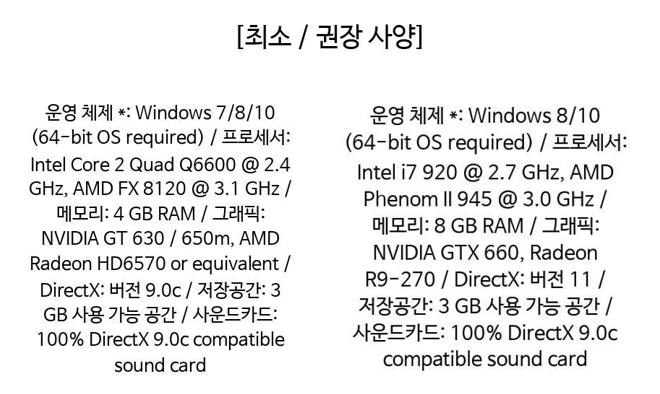 [최소 / 권장 사양]
운영 체제 *: Windows 7/8/10
(64-bit OS required) / 프로세서:
Intel Core 2 Quad Q6600 @ 2.4
GHz, AMD FX 8120 @ 3.1 GHz /
메모리: 4 GB RAM / 그래픽:
NVIDIA GT 630 / 650m, AMD
Radeon HD6570 or equivalent /
DirectX: 버전 9.0c / 저장공간: 3
GB 사용 가능 공간 / 사운드카드:
100% DirectX 9.0c compatible
sound card
운영 체제 *: Windows 8/10
(64-bit OS required) / 프로세서:
Intel i7 920 @ 2.7 GHz, AMD
Phenom II 945 @ 3.0 GHz /
메모리: 8 GB RAM / 그래픽:
NVIDIA GTX 660, Radeon
R9-270 / DirectX: 버전 11 /
저장공간: 3 GB 사용 가능 공간 /
사운드카드: 100% DirectX 9.0c
compatible sound card